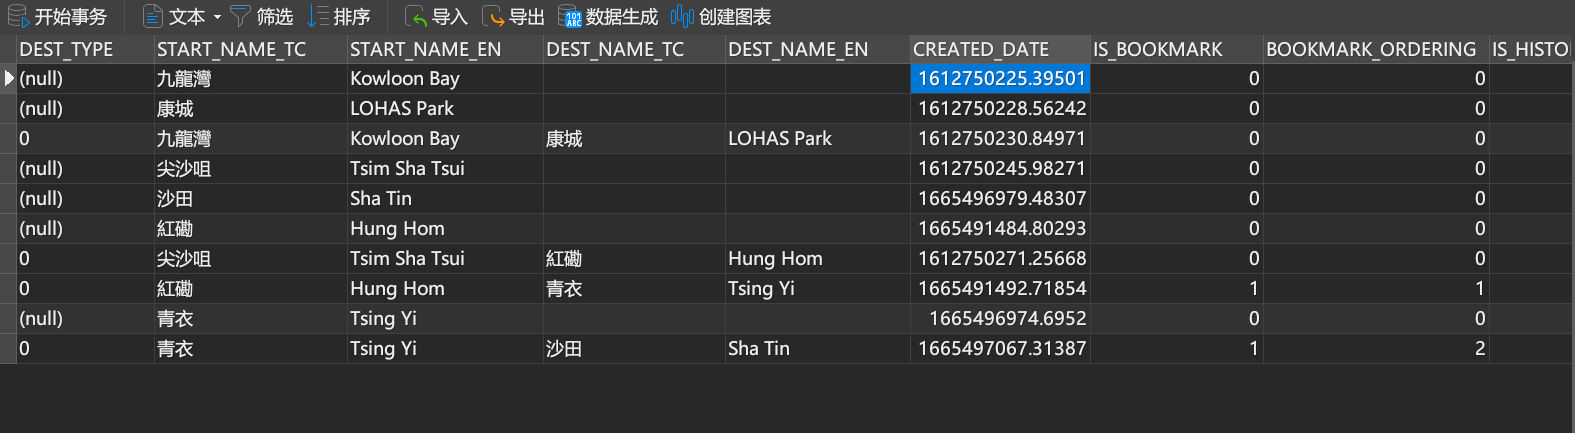 开始事务 文本 筛选 排序 导入 导出 数据生成 创建图表
DEST_TYPE START_NAME_TC START_NAME_EN DEST_NAME_TC DEST_NAME_EN CREATED_DATE IS_BOOKMARK BOOKMARK_ORDERING IS_HISTO
(null) 九龍灣 Kowloon Bay 1612750225.39501 0 0
(null) 康城 LOHAS Park 1612750228.56242 0 0
0 九龍灣 Kowloon Bay 康城 LOHAS Park 1612750230.84971 0 0
(null) 尖沙咀 Tsim Sha Tsui 1612750245.98271 0 0
(null) 沙田 Sha Tin 1665496979.48307 0 0
(null) 紅磡 Hung Hom 1665491484.80293 0 0
0 尖沙咀 Tsim Sha Tsui 紅磡 Hung Hom 1612750271.25668 0 0
0 紅磡 Hung Hom 青衣 Tsing Yi 1665491492.71854 1 1
(null) 青衣 Tsing Yi 1665496974.6952 0 0
0 青衣 Tsing Yi 沙田 Sha Tin 1665497067.31387 1 2